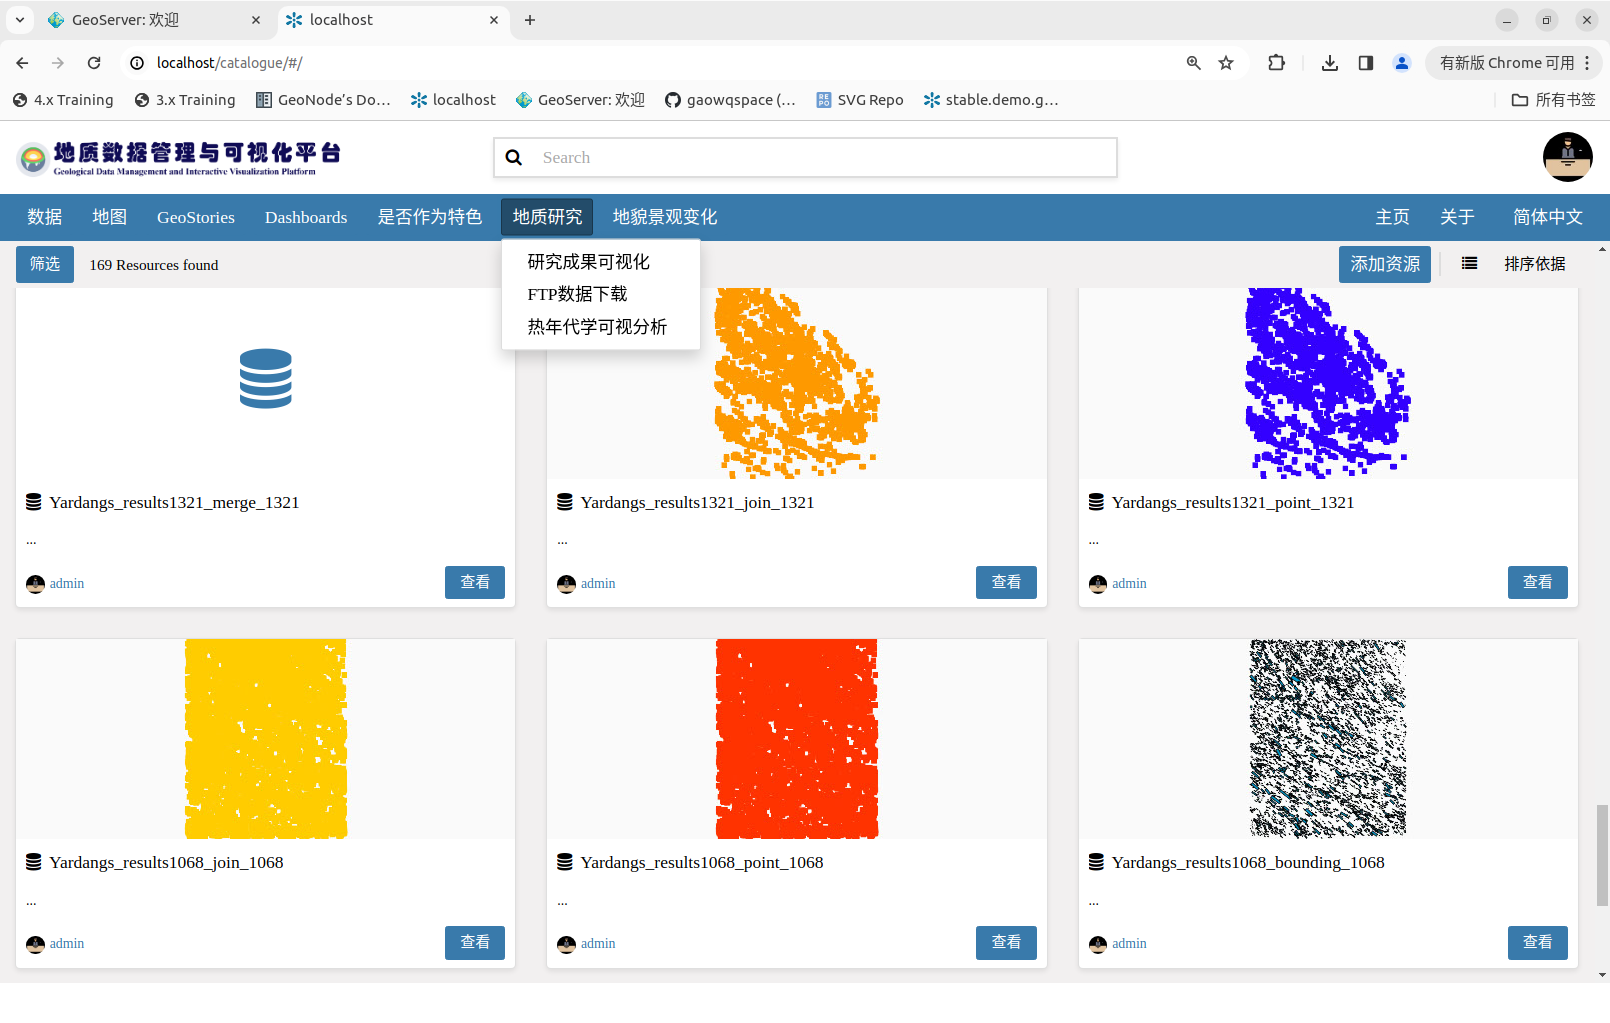 GeoServer: 欢迎
localhost
localhost/catalogue/#/
有新版 Chrome 可用
4.x Training
3.x Training
GeoNode's Do…
localhost
GeoServer: 欢迎
gaowqspace (…
SVG Repo
stable.demo.g…
所有书签
地质数据管理与可视化平台
Geological Data Management and Interactive Visualization Platform
Search
数据
地图
GeoStories
Dashboards
是否作为特色
地质研究
地貌景观变化
主页
关于
简体中文
研究成果可视化
FTP数据下载
热年代学可视分析
筛选
169 Resources found
添加资源
排序依据
Yardangs_results1321_merge_1321
...
admin
查看
Yardangs_results1321_join_1321
...
admin
查看
Yardangs_results1321_point_1321
...
admin
查看
Yardangs_results1068_join_1068
...
admin
查看
Yardangs_results1068_point_1068
...
admin
查看
Yardangs_results1068_bounding_1068
...
admin
查看